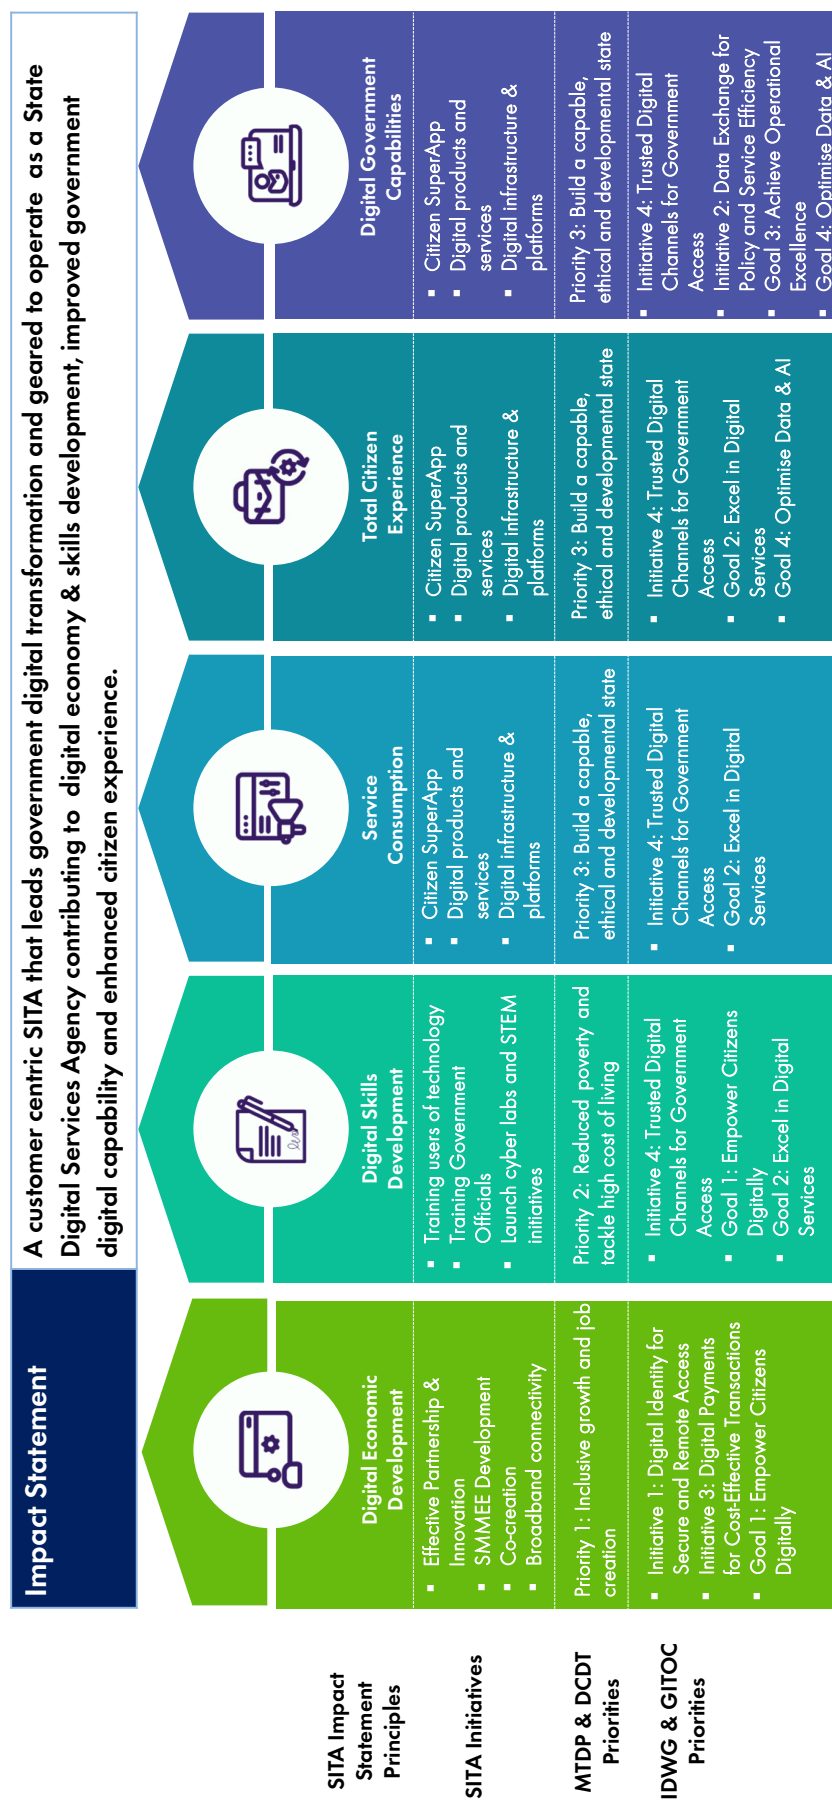 Impact Statement
A customer centric SITA that leads government digital transformation and geared to operate as a State
Digital Services Agency contributing to digital economy & skills development, improved government
digital capability and enhanced citizen experience.
SITA Impact
Statement
Principles
Digital Economic
Development
Digital Skills
Development
Service
Consumption
Total Citizen
Experience
Digital Government
Capabilities
SITA Initiatives
▪ Effective Partnership &
Innovation
▪ SMMEE Development
▪ Co-creation
▪ Broadband connectivity
▪ Training users of technology
▪ Training Government
Officials
▪ Launch cyber labs and STEM
initiatives
▪ Citizen SuperApp
▪ Digital products and
services
▪ Digital infrastructure &
platforms
▪ Citizen SuperApp
▪ Digital products and
services
▪ Digital infrastructure &
platforms
▪ Citizen SuperApp
▪ Digital products and
services
▪ Digital infrastructure &
platforms
MTDP & DCDT
Priorities
Priority 1: Inclusive growth and job
creation
Priority 2: Reduced poverty and
tackle high cost of living
Priority 3: Build a capable,
ethical and developmental state
Priority 3: Build a capable,
ethical and developmental state
Priority 3: Build a capable,
ethical and developmental state
IDWG & GITOC
Priorities
▪ Initiative 1: Digital Identity for
Secure and Remote Access
▪ Initiative 3: Digital Payments
for Cost-Effective Transactions
▪ Goal 1: Empower Citizens
Digitally
▪ Initiative 4: Trusted Digital
Channels for Government
Access
▪ Goal 1: Empower Citizens
Digitally
▪ Goal 2: Excel in Digital
Services
▪ Initiative 4: Trusted Digital
Channels for Government
Access
▪ Goal 2: Excel in Digital
Services
▪ Initiative 4: Trusted Digital
Channels for Government
Access
▪ Goal 2: Excel in Digital
Services
▪ Goal 4: Optimise Data & AI
▪ Initiative 4: Trusted Digital
Channels for Government
Access
▪ Initiative 2: Data Exchange for
Policy and Service Efficiency
▪ Goal 3: Achieve Operational
Excellence
▪ Goal 4: Optimise Data & AI